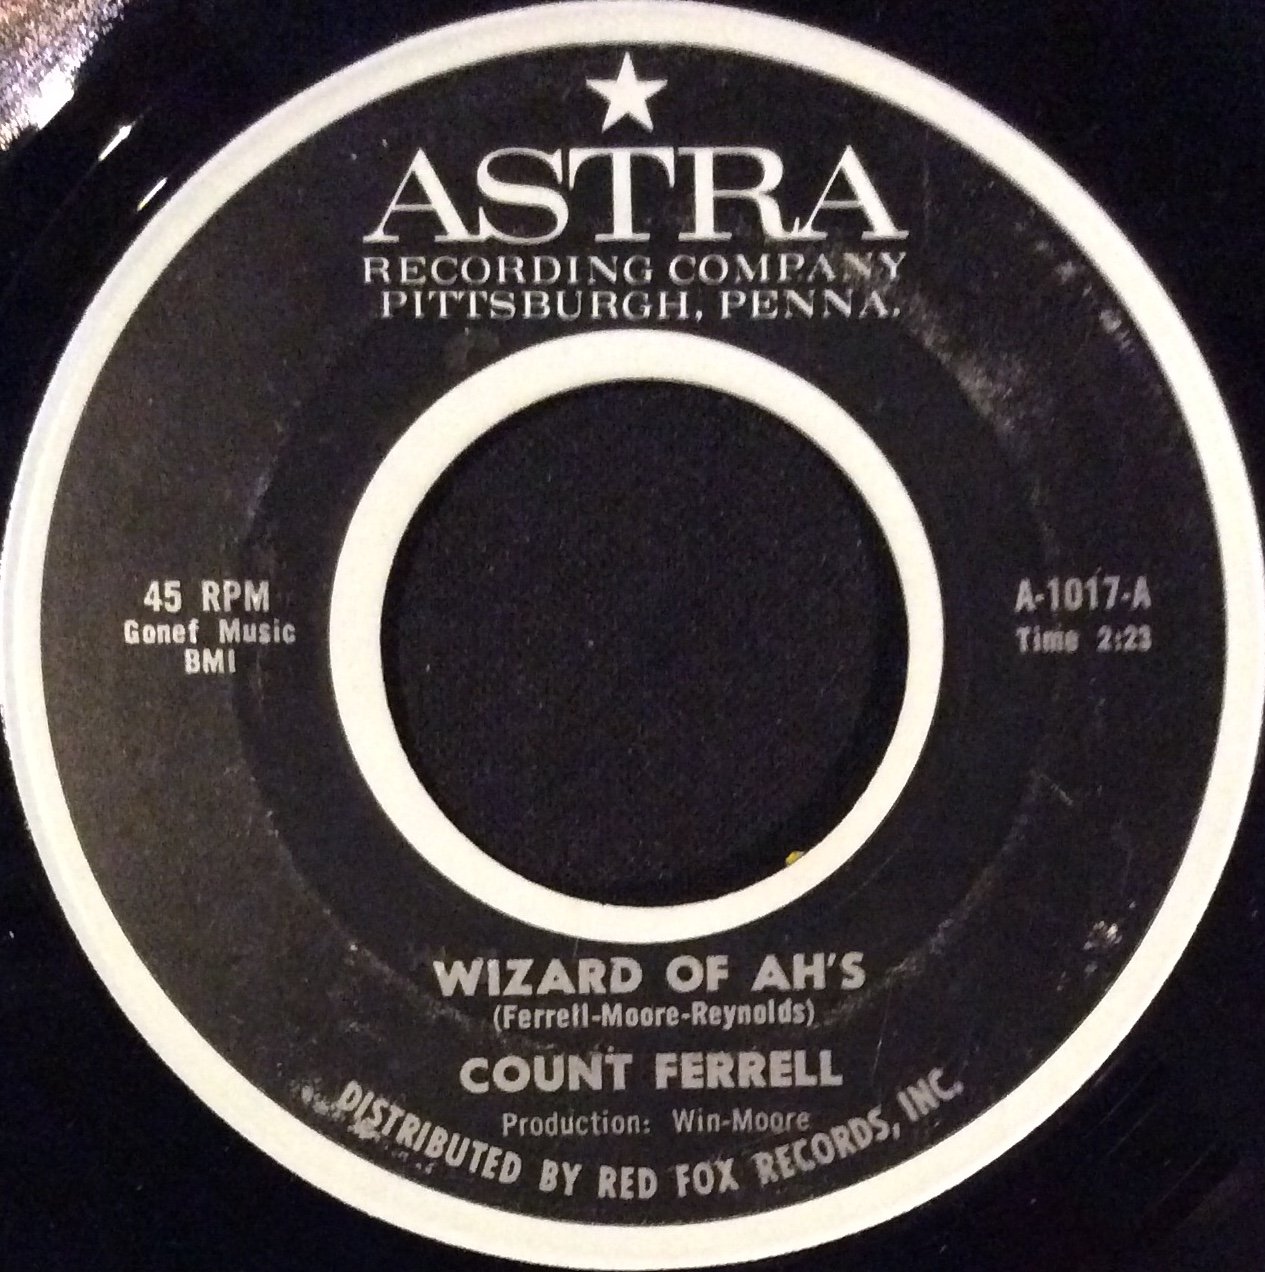 ASTRA
RECORDING COMPANY
PITTSBURGH, PENNA.
45 RPM
Gonef Music
BMI
A-1017-A
Time 2:23
WIZARD OF AH'S
(Ferrell-Moore-Reynolds)
COUNT FERRELL
Production: Win-Moore
DISTRIBUTED BY RED FOX RECORDS, INC.